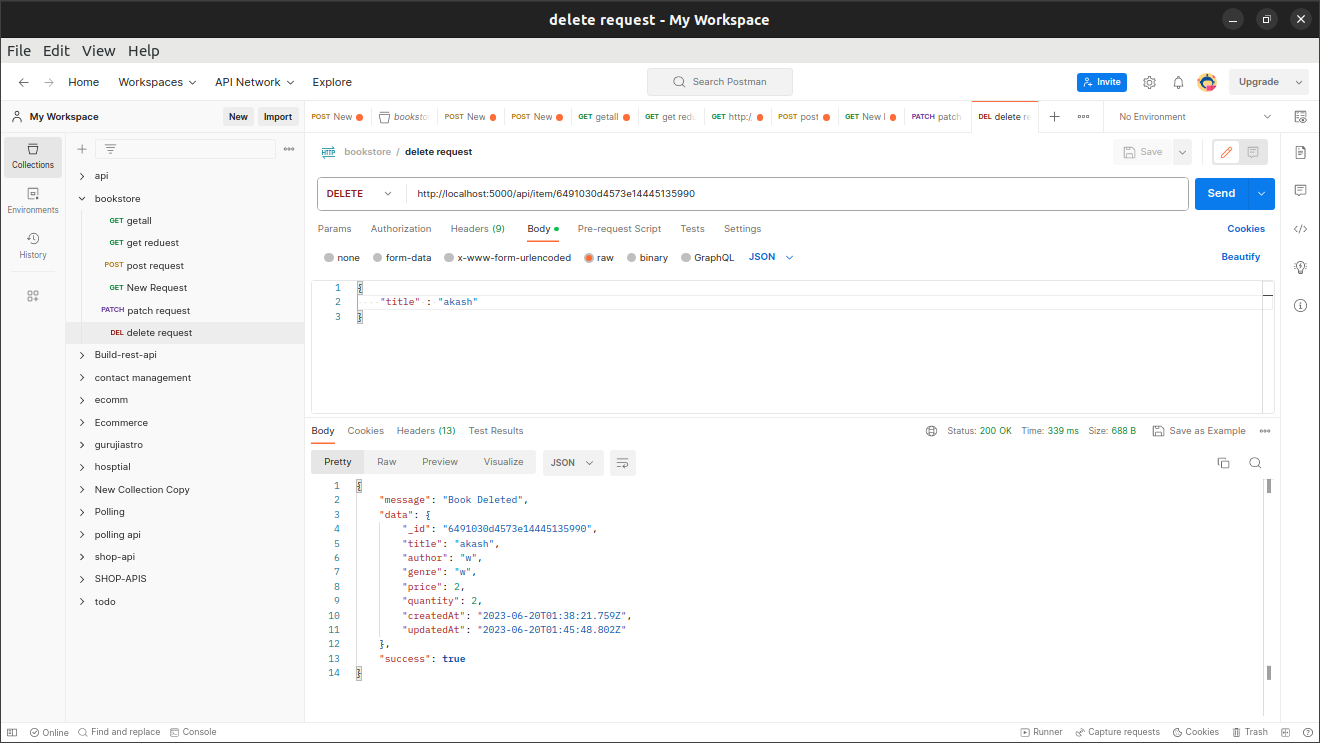 delete request - My Workspace
File Edit View Help
Home Workspaces API Network Explore Search Postman Invite Upgrade
My Workspace New Import
POST New bookstore POST New POST New GET getall GET get redu GET http:/, POST post GET New PATCH patch DEL delete re No Environment
Collections
Environments
History
api
bookstore
GET getall
GET get reduest
POST post request
GET New Request
PATCH patch request
DEL delete request
Build-rest-api
contact management
ecomm
Ecommerce
gurujiastro
hosptial
New Collection Copy
Polling
polling api
shop-api
SHOP-APIS
todo
HTTP bookstore / delete request Save
DELETE http://localhost:5000/api/item/6491030d4573e14445135990 Send
Params Authorization Headers (9) Body Pre-request Script Tests Settings Cookies
none form-data x-www-form-urlencoded raw binary GraphQL JSON Beautify
1 {
2 "title" : "akash"
3 }
Body Cookies Headers (13) Test Results Status: 200 OK Time: 339 ms Size: 688 B Save as Example
Pretty Raw Preview Visualize JSON
1 {
2 "message": "Book Deleted",
3 "data": {
4 "_id": "6491030d4573e14445135990",
5 "title": "akash",
6 "author": "w",
7 "genre": "w",
8 "price": 2,
9 "quantity": 2,
10 "createdAt": "2023-06-20T01:38:21.759Z",
11 "updatedAt": "2023-06-20T01:45:48.802Z"
12 },
13 "success": true
14 }
Online Find and replace Console Runner Capture requests Cookies Trash